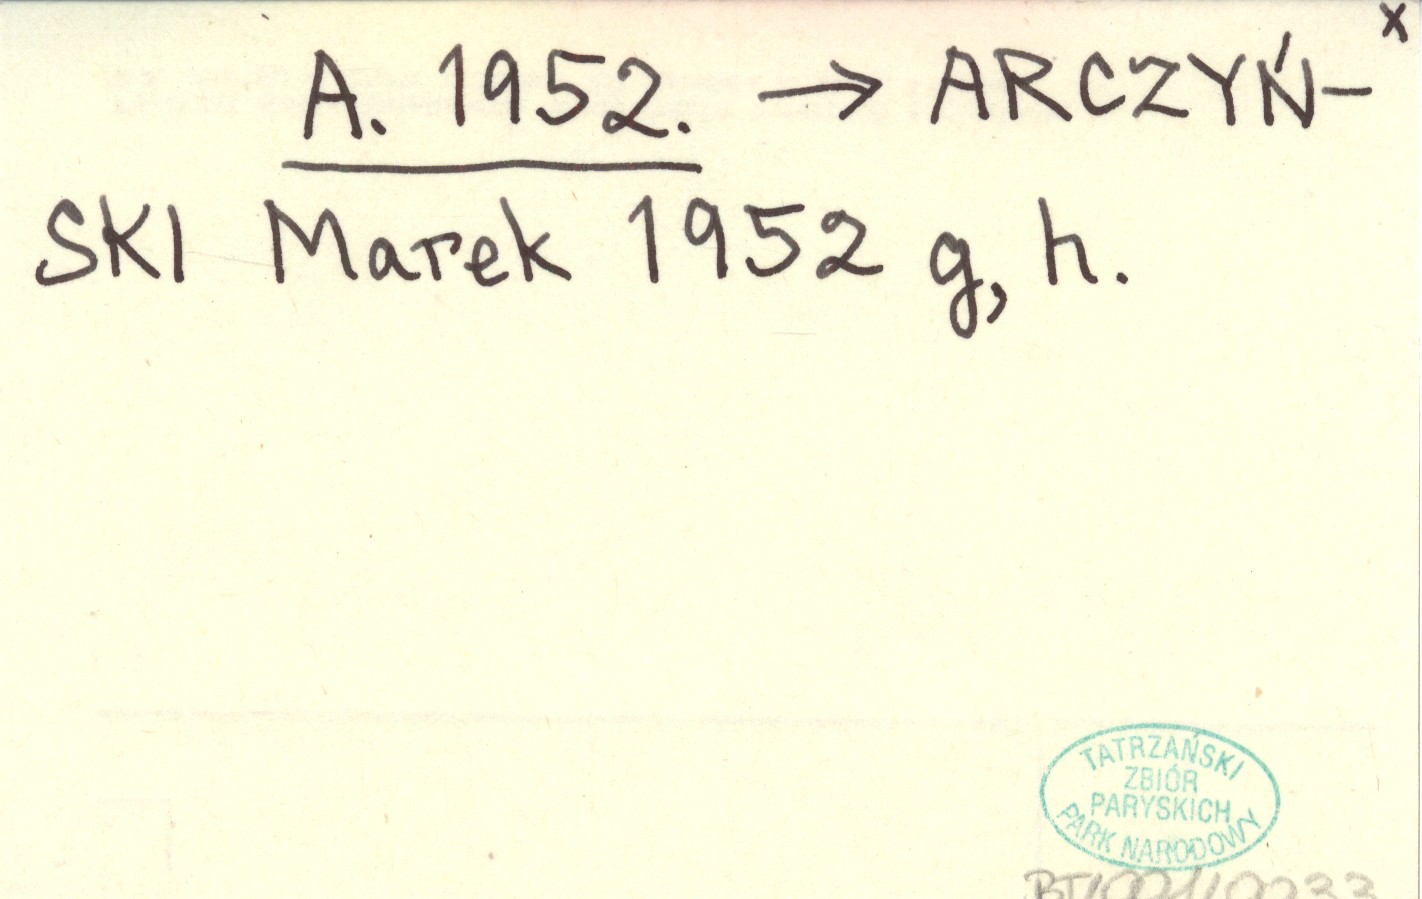 x
A. 1952. → ARCZYŃ-
SKI Marek 1952 g, h.
TATRZAŃSKI
ZBIÓR
PARYSKICH
PARK NARODOWY